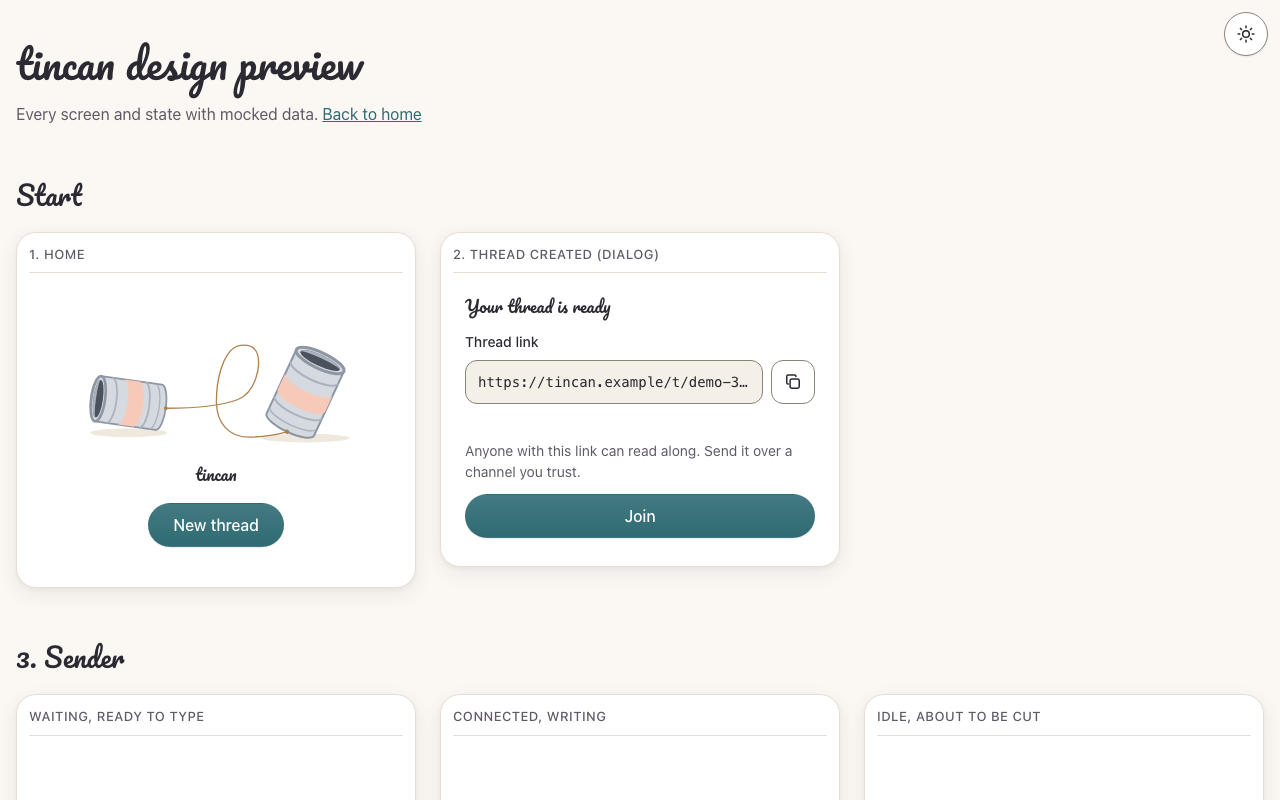 tincan design preview
Every screen and state with mocked data. Back to home
Start
1. HOME
tincan
New thread
2. THREAD CREATED (DIALOG)
Your thread is ready
Thread link
https://tincan.example/t/demo-3…
Anyone with this link can read along. Send it over a
channel you trust.
Join
3. Sender
WAITING, READY TO TYPE
CONNECTED, WRITING
IDLE, ABOUT TO BE CUT